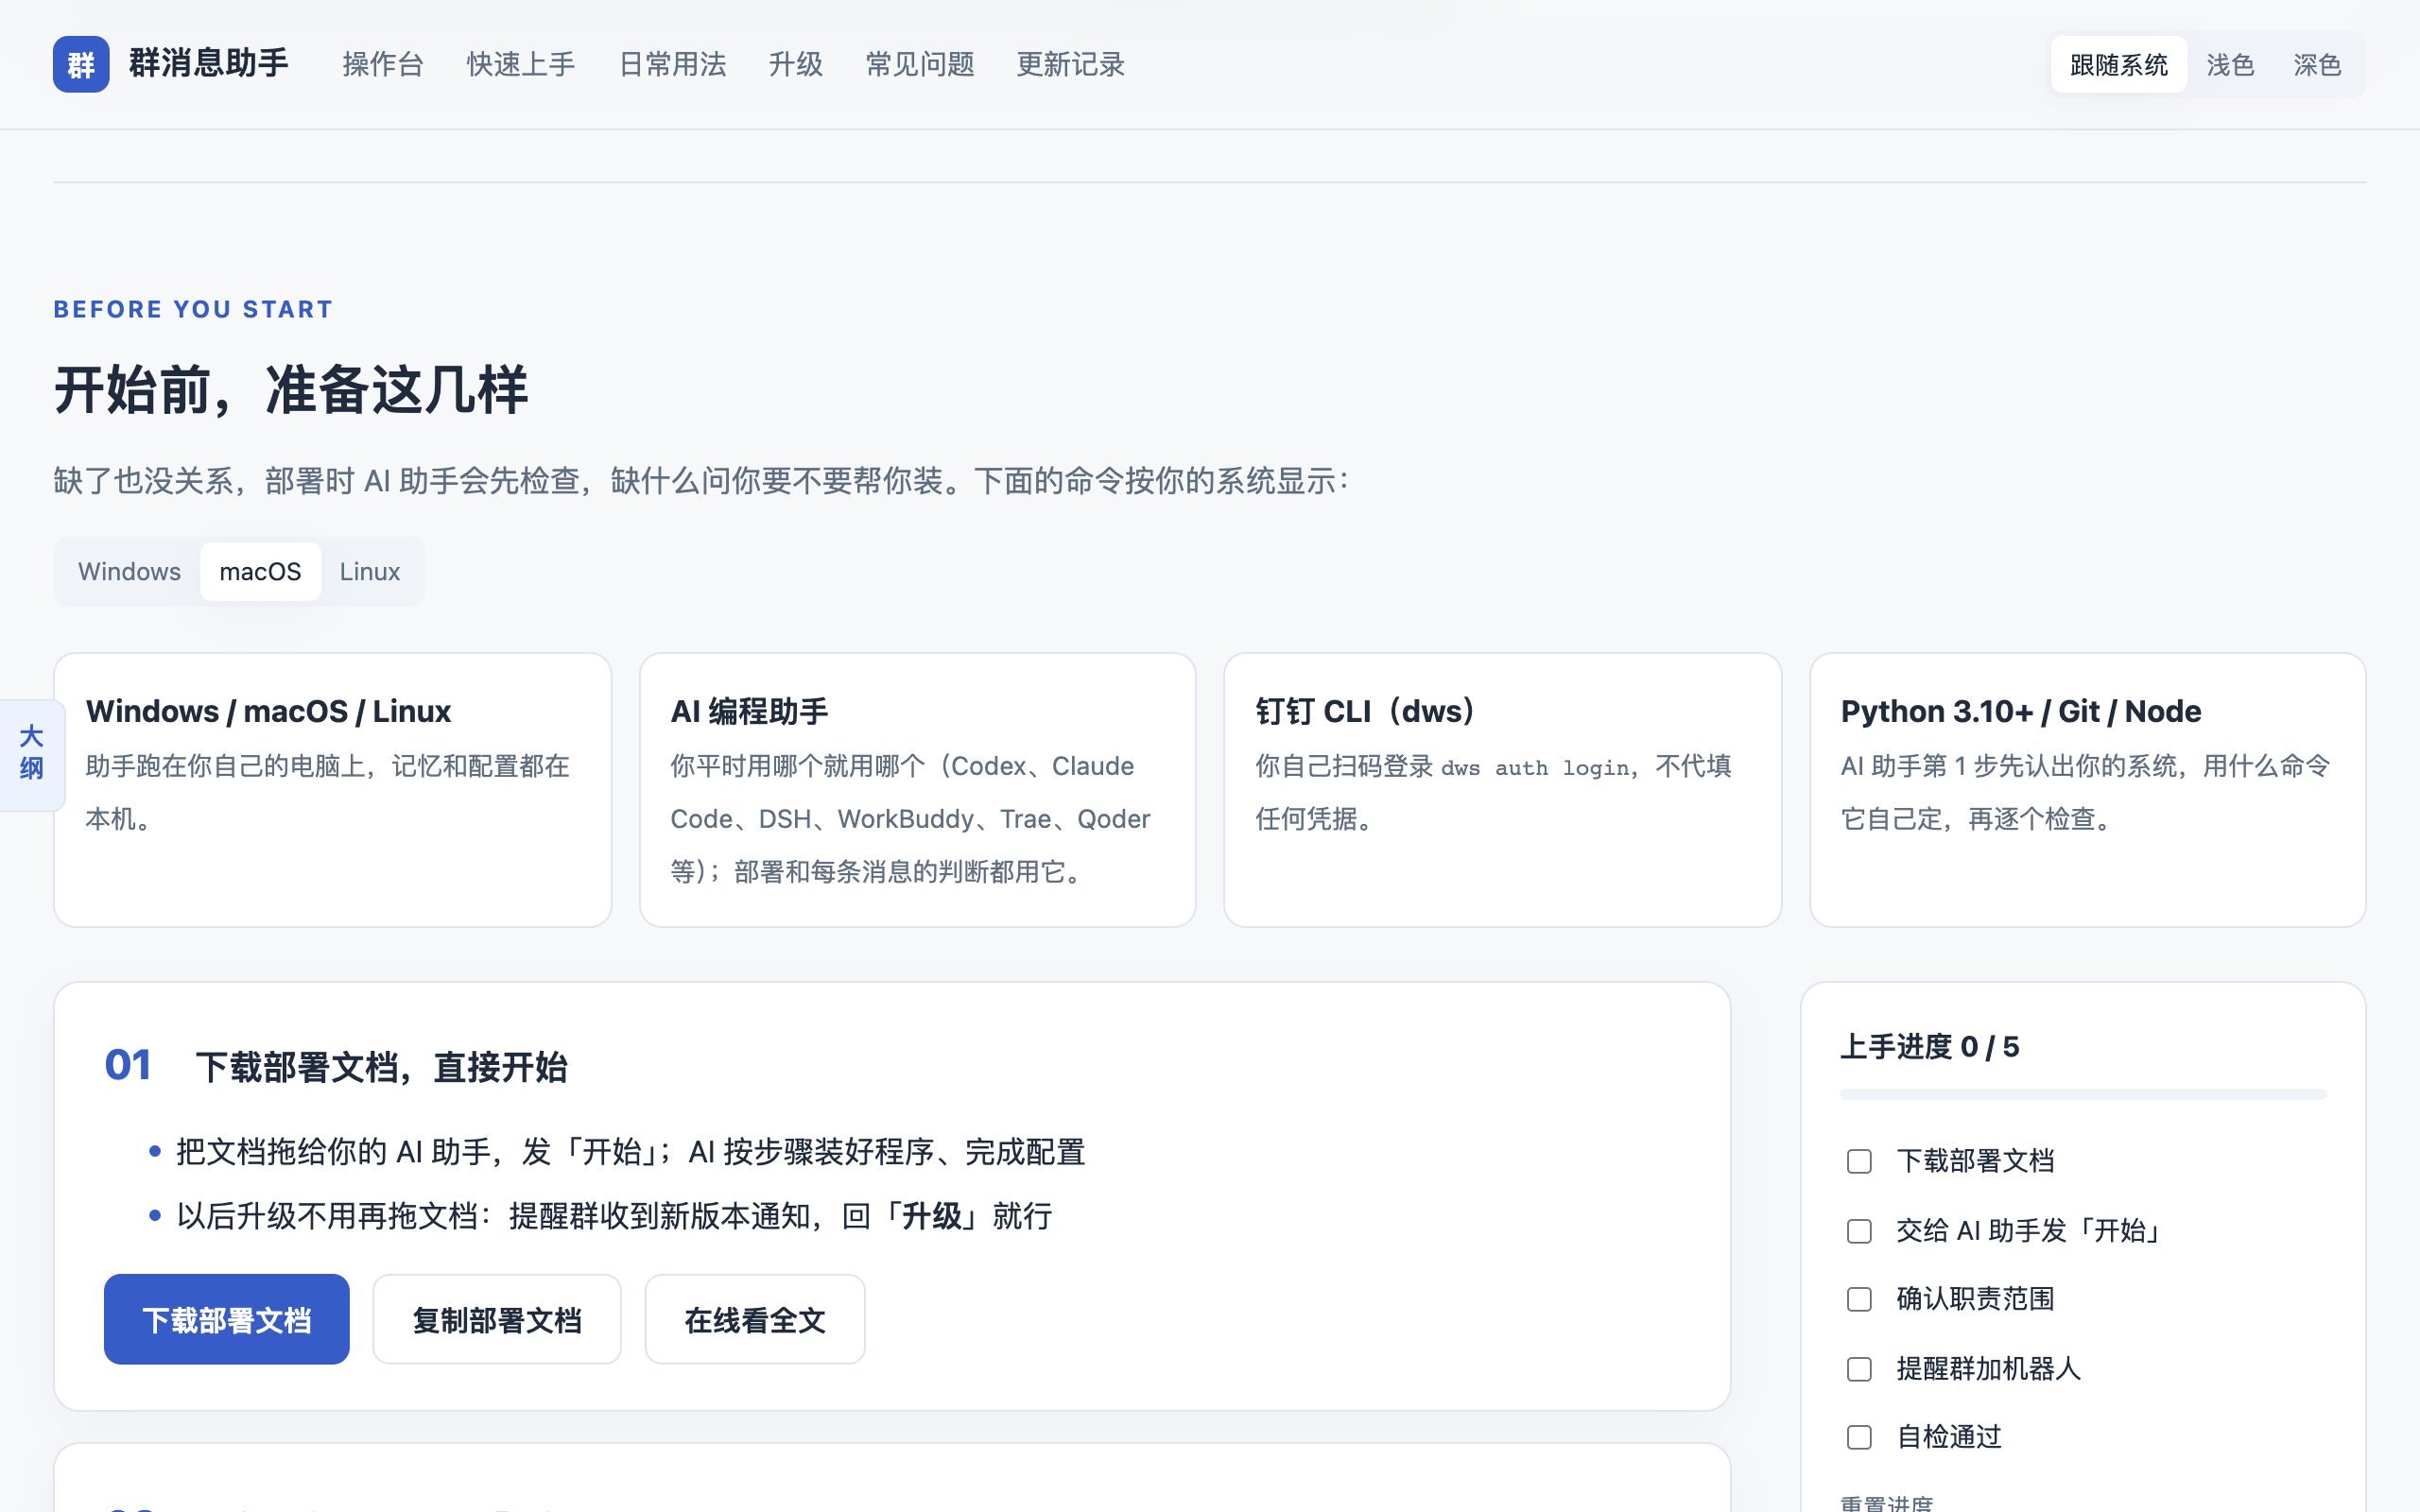 群 群消息助手 操作台 快速上手 日常用法 升级 常见问题 更新记录 跟随系统 浅色 深色
BEFORE YOU START
开始前，准备这几样
缺了也没关系，部署时 AI 助手会先检查，缺什么问你要不要帮你装。下面的命令按你的系统显示：
Windows macOS Linux
大纲
Windows / macOS / Linux
助手跑在你自己的电脑上，记忆和配置都在
本机。
AI 编程助手
你平时用哪个就用哪个（Codex、Claude
Code、DSH、WorkBuddy、Trae、Qoder
等）；部署和每条消息的判断都用它。
钉钉 CLI（dws）
你自己扫码登录 dws auth login，不代填
任何凭据。
Python 3.10+ / Git / Node
AI 助手第 1 步先认出你的系统，用什么命令
它自己定，再逐个检查。
01 下载部署文档，直接开始
把文档拖给你的 AI 助手，发「开始」；AI 按步骤装好程序、完成配置
以后升级不用再拖文档：提醒群收到新版本通知，回「升级」就行
下载部署文档 复制部署文档 在线看全文
上手进度 0 / 5
下载部署文档
交给 AI 助手发「开始」
确认职责范围
提醒群加机器人
自检通过
重置进度